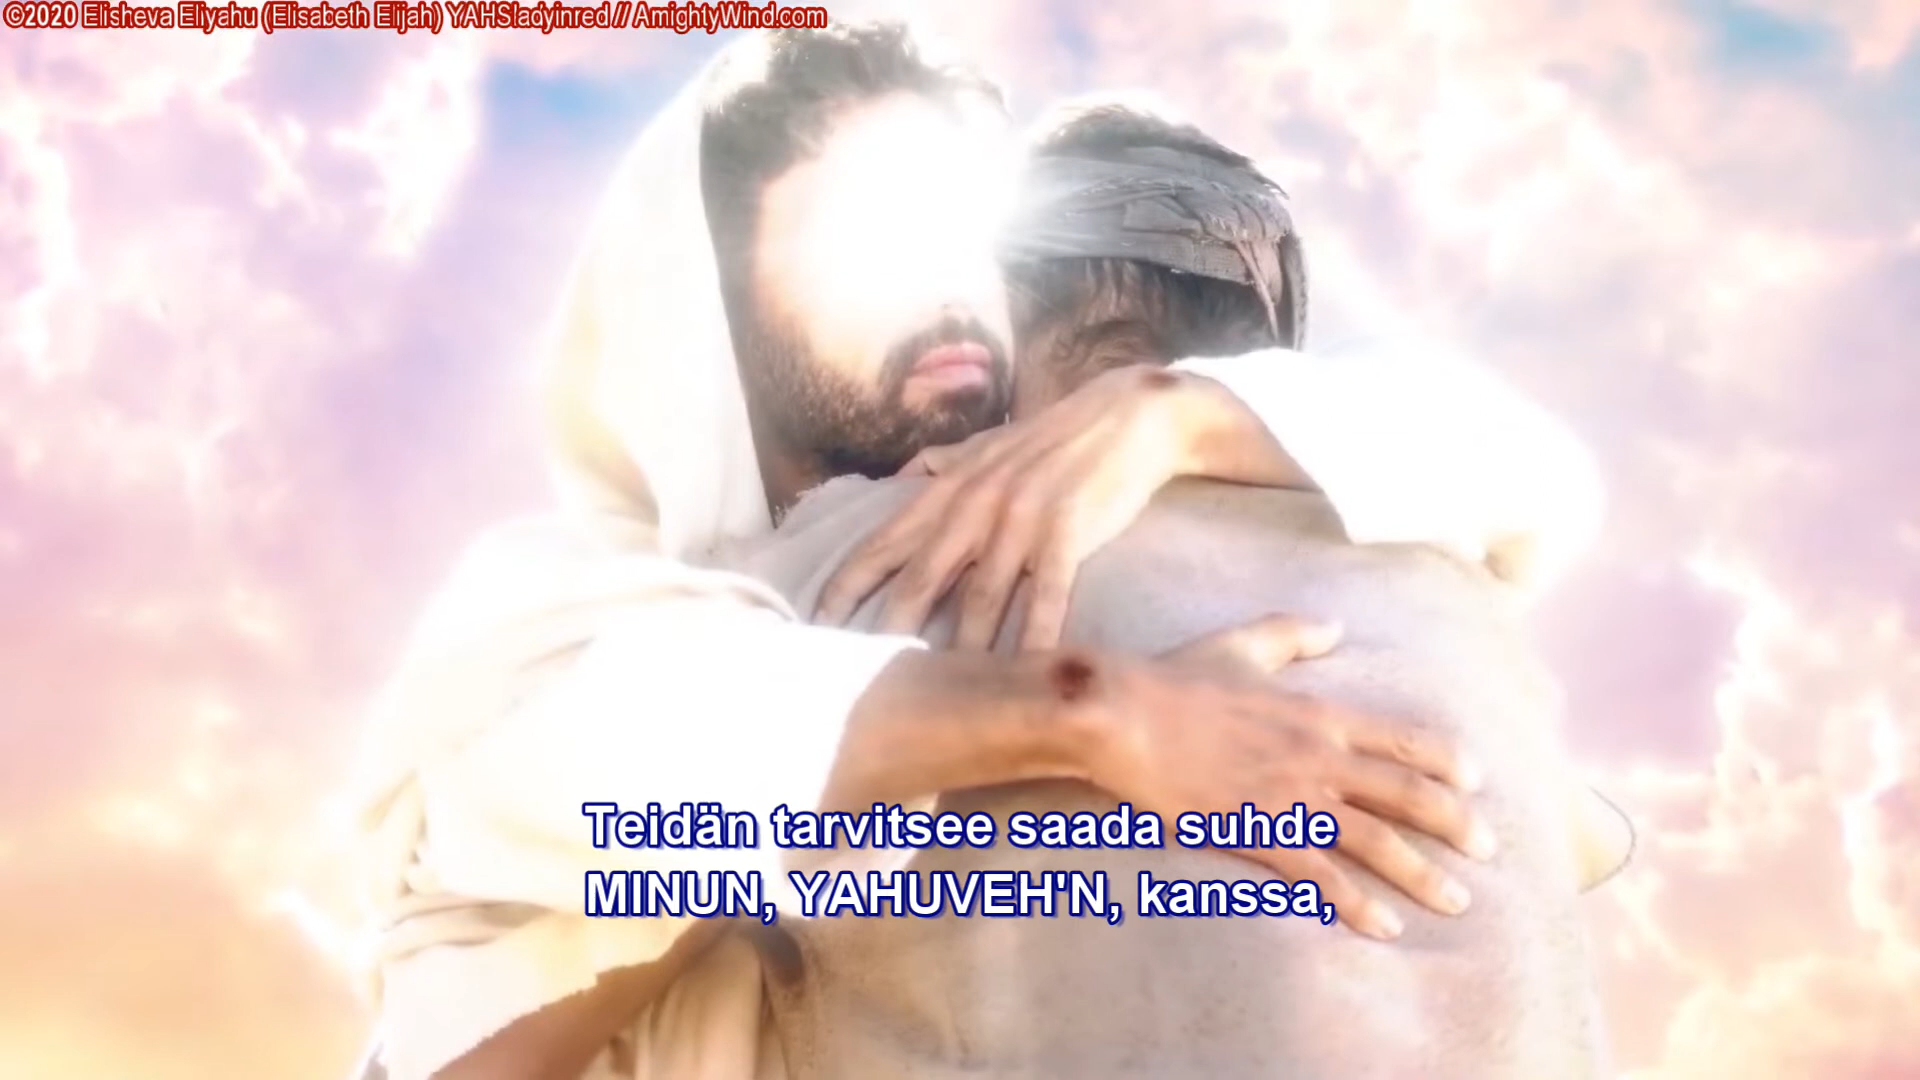 ©2020 Elisheva Eliyahu (Elisabeth Elijah) YAHSladyinred // AmightyWind.com
Teidän tarvitsee saada suhde
MINUN, YAHUVEH'N, kanssa,